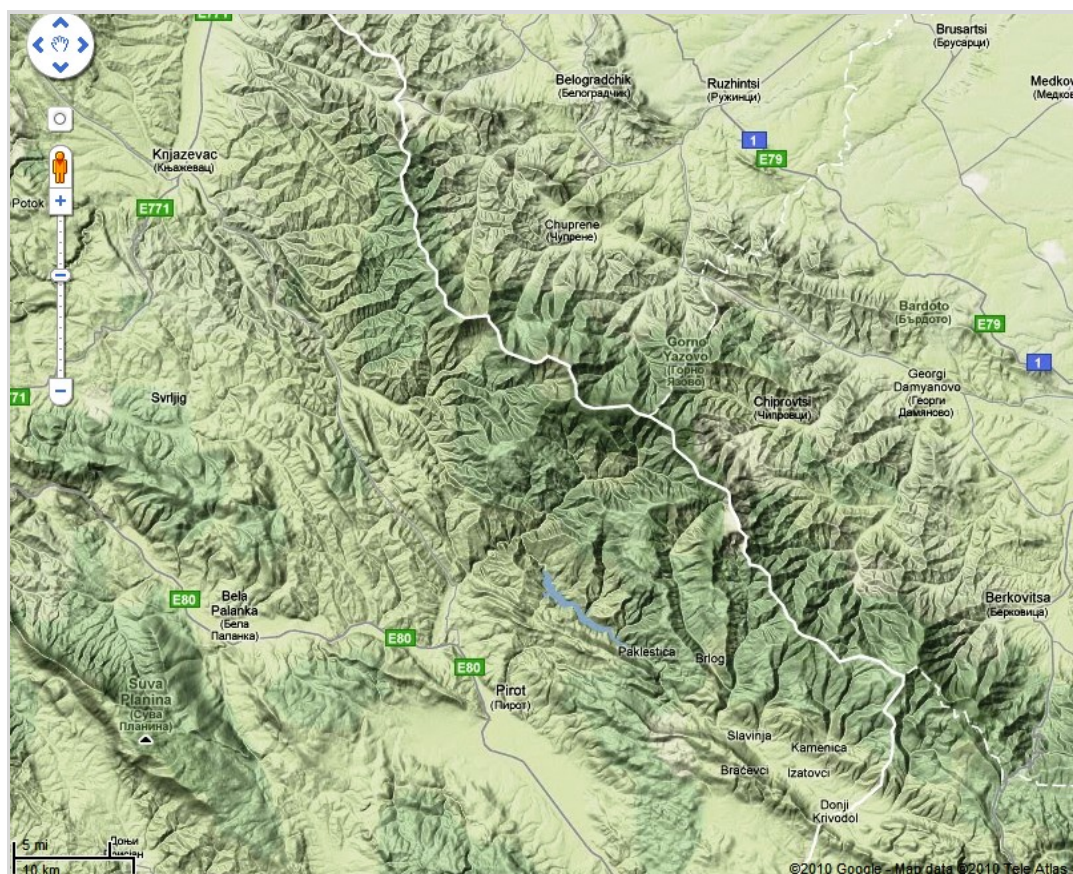 E771
Brusartsi
(Брусарци)
Belogradchik
(Белоградчик)
Ruzhintsi
(Ружинци)
Medkov
(Медков
1
E79
Knjazevac
(Књажевац)
Potok
E771
Chuprene
(Чупрене)
Bardoto
(Бърдото)
E79
1
Gorno
Yazovo
(Горно
Язово)
Georgi
Damyanovo
(Георги
Дамяново)
71
Svrljig
Chiprovtsi
(Чипровци)
E80
Bela
Palanka
(Бела
Паланка)
E80
Berkovitsa
(Берковица)
E80
Paklestica
Brlog
Suva
Planina
(Сува
Планина)
Pirot
(Пирот)
Slavinja
Kamenica
Braćevci
Izatovci
Donji
Krivodol
5 mi
10 km
Доњи
©2010 Google - Map data ©2010 Tele Atlas